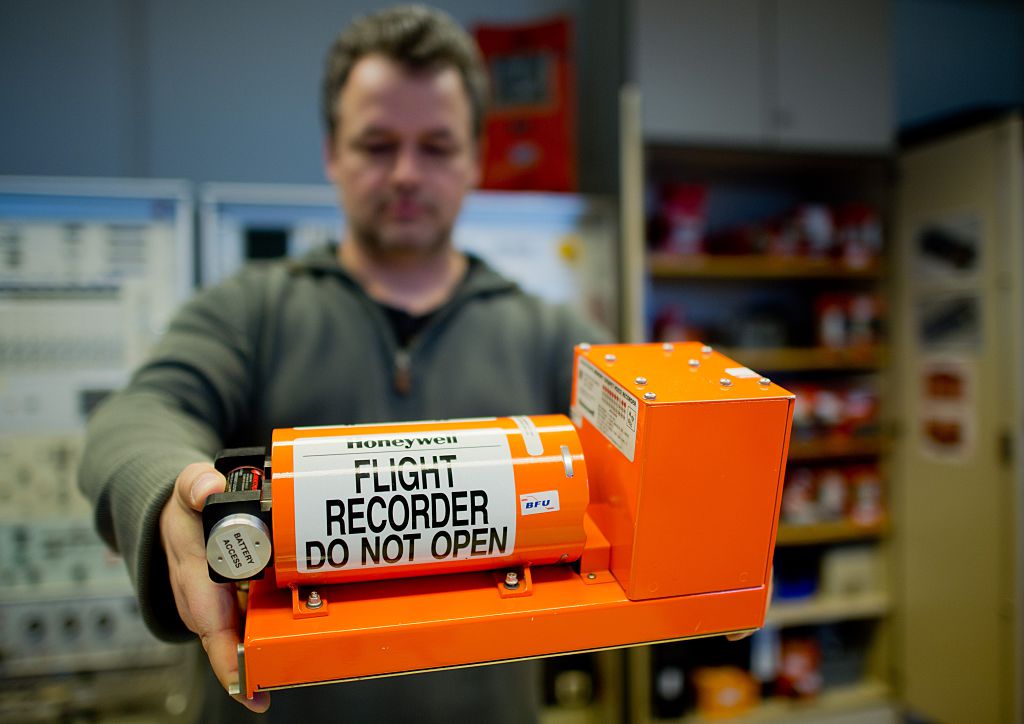 Honeywell
FLIGHT
RECORDER
DO NOT OPEN
BFU
BATTERY
ACCESS